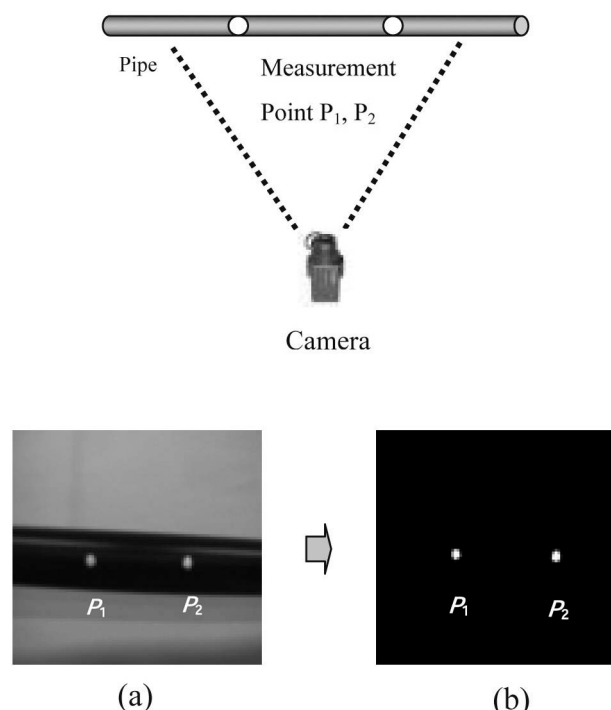 Pipe
Measurement
Point P₁, P₂
Camera
P₁ P₂
P₁ P₂
(a)
(b)